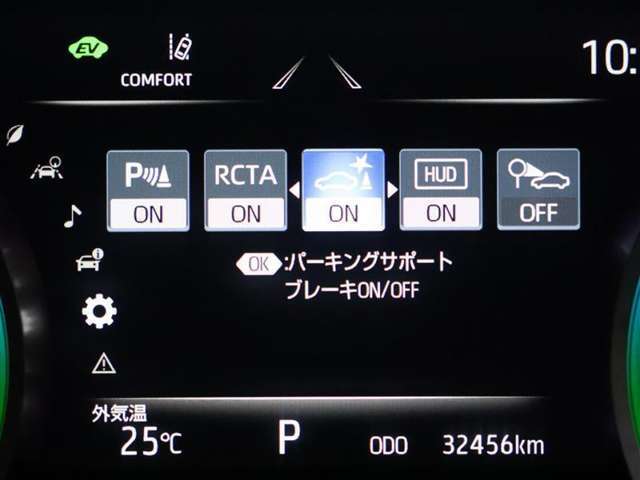 EV
COMFORT
10:
P RCTA HUD
ON ON ON ON OFF
OK:パーキングサポート
ブレーキON/OFF
外気温
25℃ P ODO 32456km